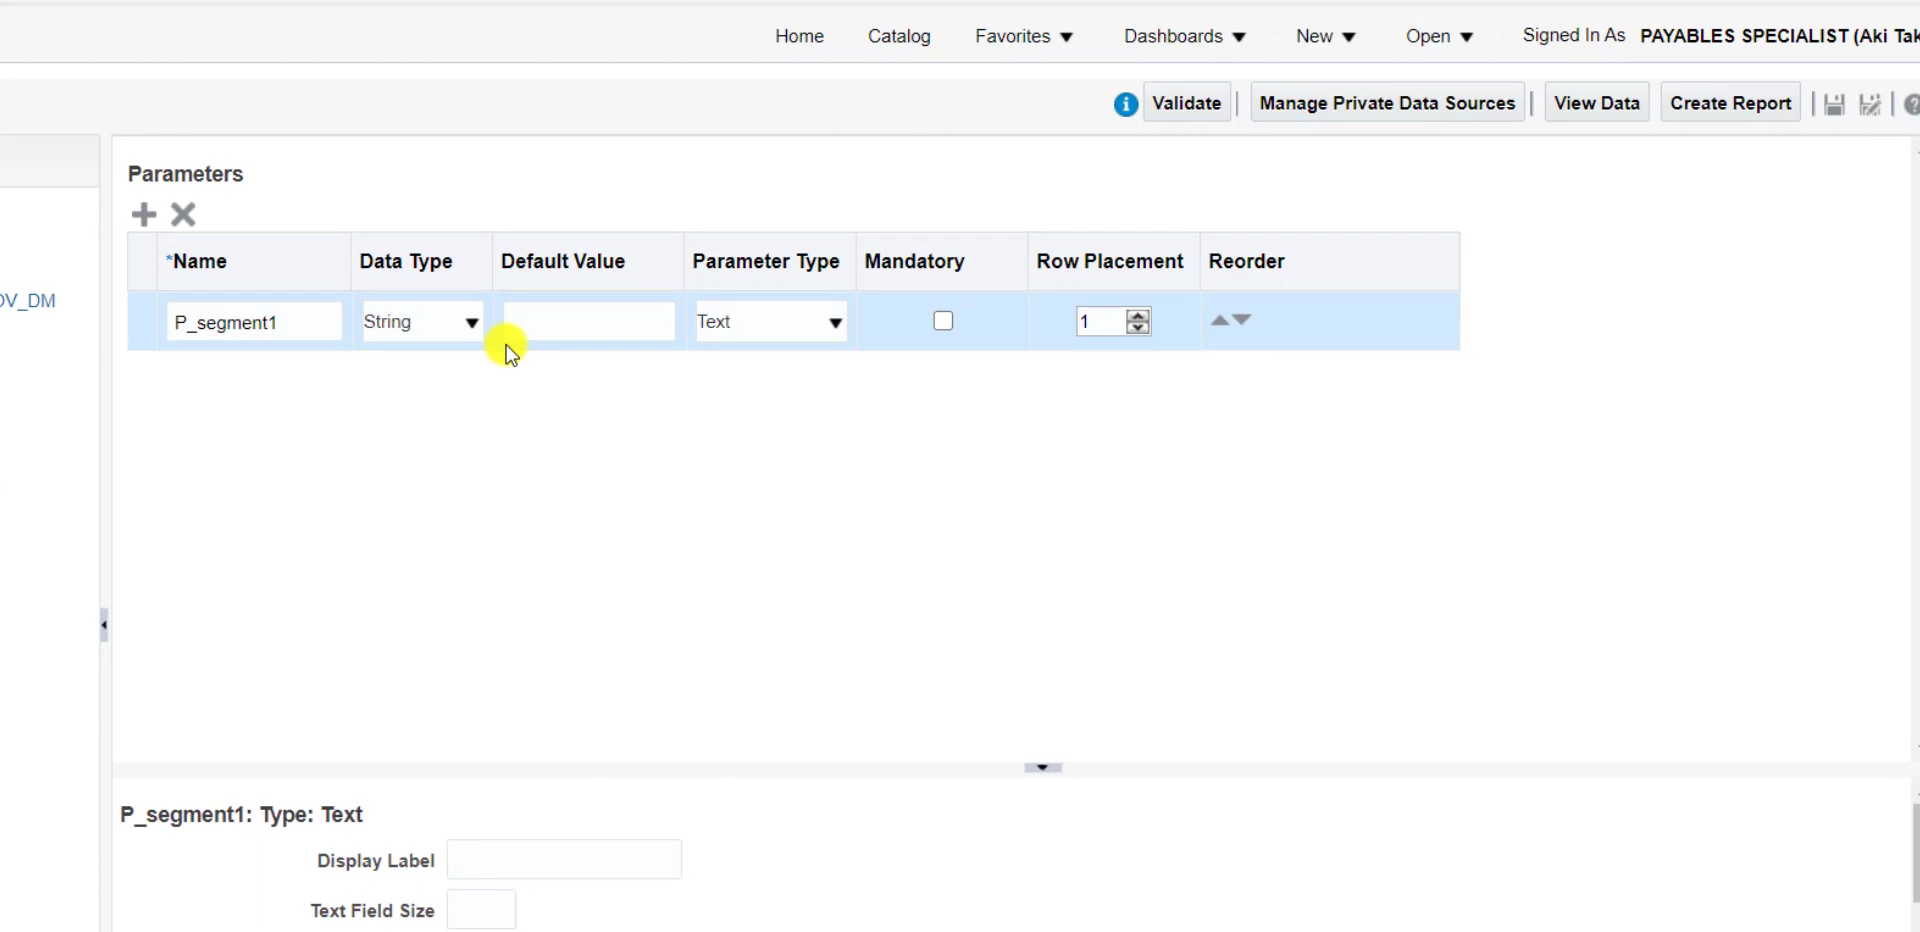 Home Catalog Favorites Dashboards New Open Signed In As PAYABLES SPECIALIST (Aki Tak
Validate Manage Private Data Sources View Data Create Report
Parameters
*Name Data Type Default Value Parameter Type Mandatory Row Placement Reorder
OV_DM
P_segment1 String Text 1
P_segment1: Type: Text
Display Label
Text Field Size